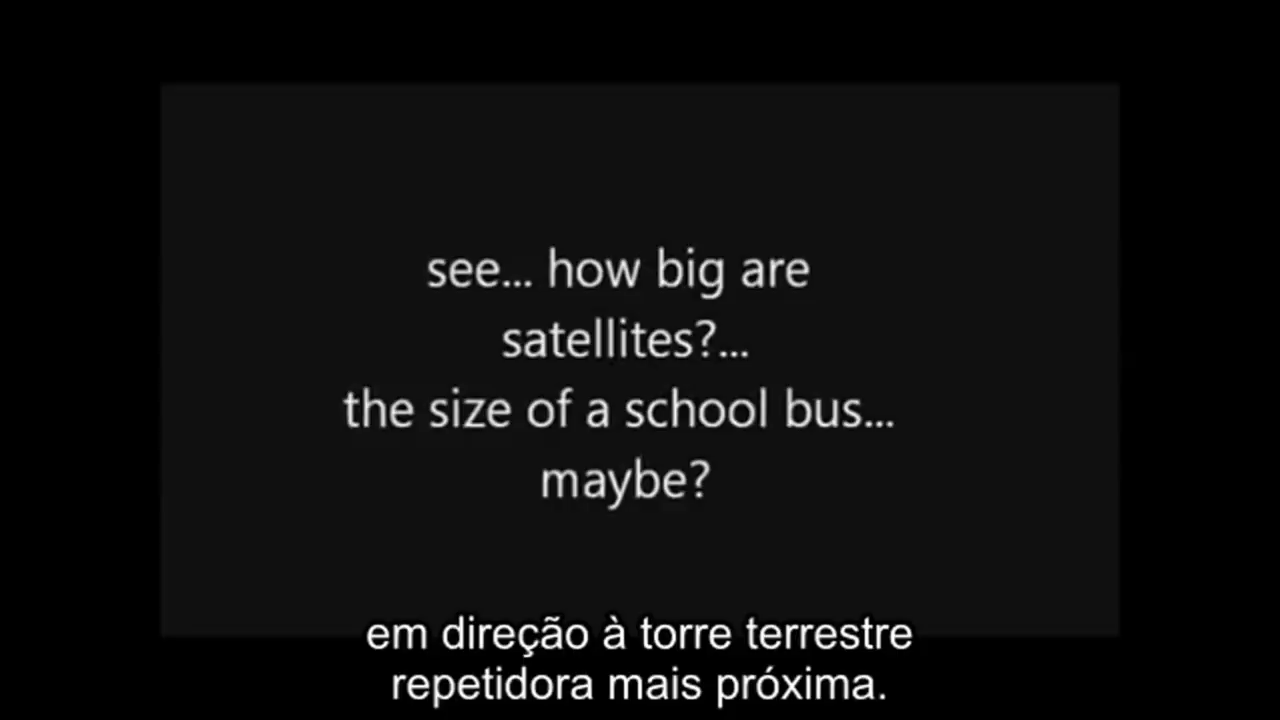 see... how big are
satellites?...
the size of a school bus...
maybe?
em direção à torre terrestre
repetidora mais próxima.